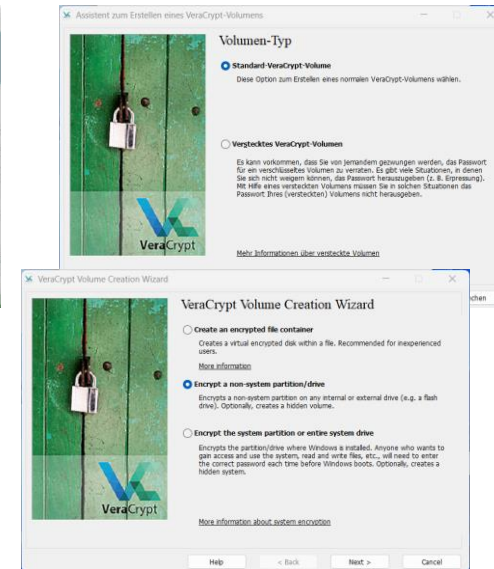 Assistent zum Erstellen eines VeraCrypt-Volumens
Volumen-Typ
Standard-VeraCrypt-Volume
Diese Option zum Erstellen eines normalen VeraCrypt-Volumens wählen.
Verstecktes VeraCrypt-Volumen
Es kann vorkommen, dass Sie von jemandem gezwungen werden, das Passwort
für ein verschlüsseltes Volumen zu verraten. Es gibt viele Situationen, in denen
Sie sich nicht weigern können, das Passwort herauszugeben (z. B. Erpressung).
Mit Hilfe eines versteckten Volumens müssen Sie in solchen Situationen das
Passwort Ihres (versteckten) Volumens nicht herausgeben.
VeraCrypt
Mehr Informationen über versteckte Volumen
chen
VeraCrypt Volume Creation Wizard
VeraCrypt Volume Creation Wizard
Create an encrypted file container
Creates a virtual encrypted disk within a file. Recommended for inexperienced
users.
More information
Encrypt a non-system partition/drive
Encrypts a non-system partition on any internal or external drive (e.g. a flash
drive). Optionally, creates a hidden volume.
Encrypt the system partition or entire system drive
Encrypts the partition/drive where Windows is installed. Anyone who wants to
gain access and use the system, read and write files, etc., will need to enter
the correct password each time before Windows boots. Optionally, creates a
hidden system.
VeraCrypt
More information about system encryption
Help
< Back
Next >
Cancel